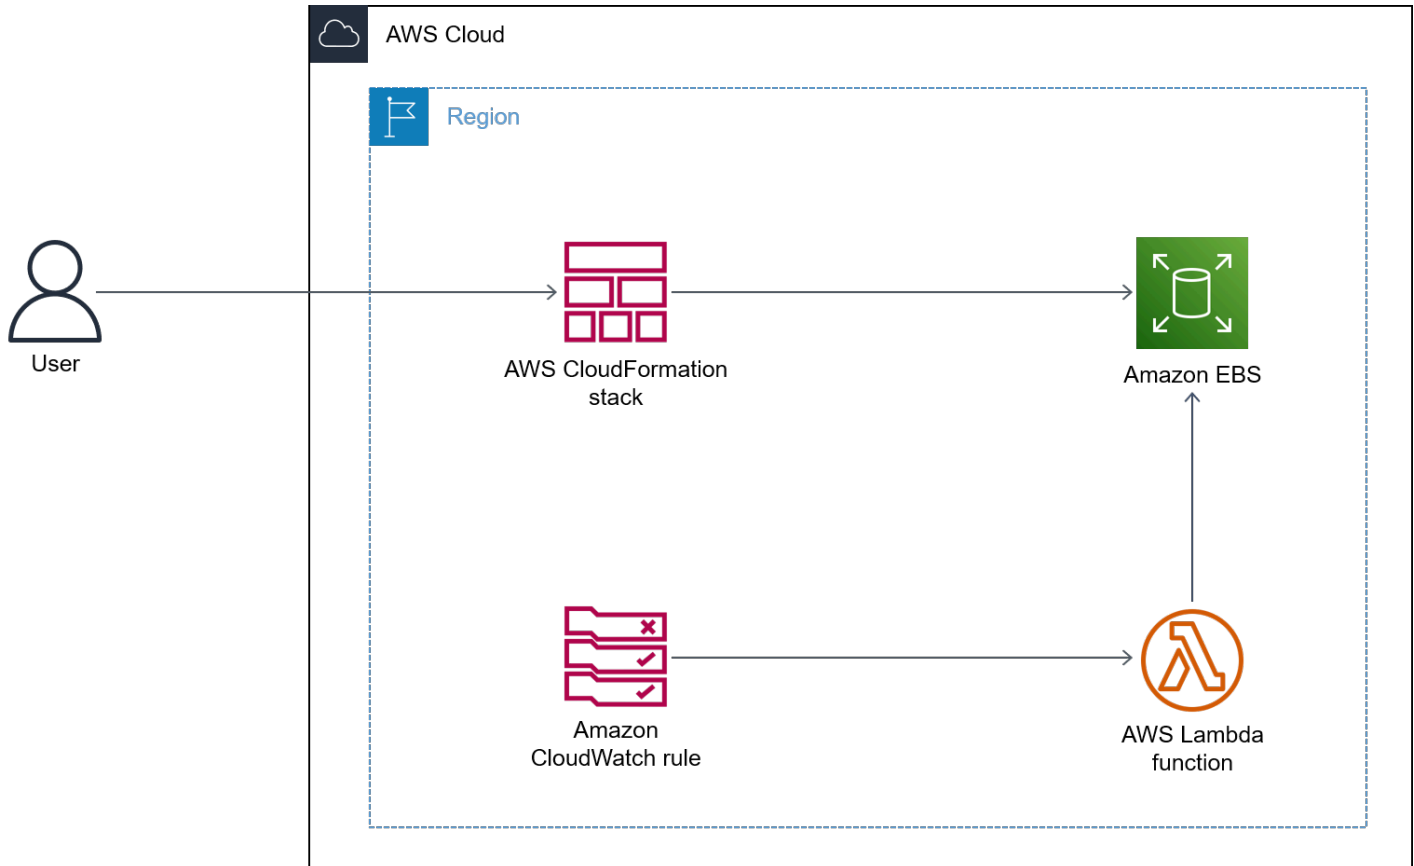 AWS Cloud
Region
User
AWS CloudFormation
stack
Amazon EBS
Amazon
CloudWatch rule
AWS Lambda
function